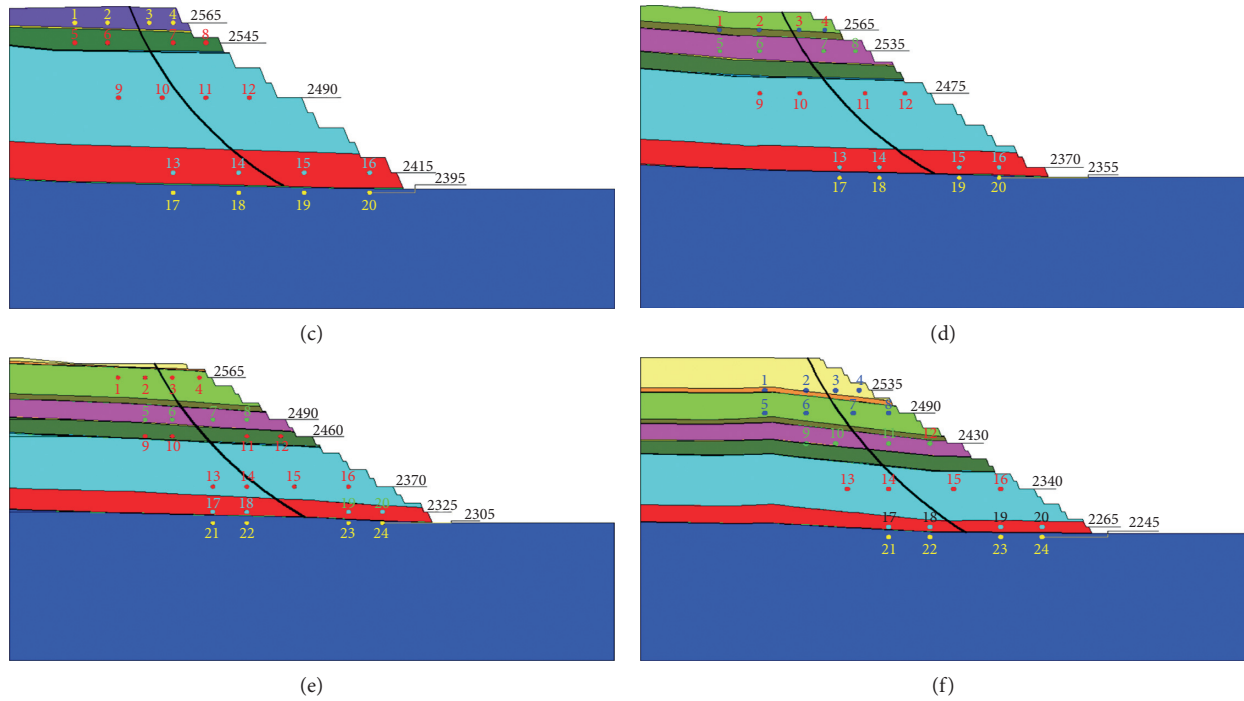 1 2 3 4 2565
5 6 7 8 2545
9 10 11 12 2490
13 14 15 16 2415
2395
17 18 19 20
(c)
1 2 3 4 2565
5 6 7 8 2535
9 10 11 12 2475
13 14 15 16 2370 2355
17 18 19 20
(d)
2565
1 2 3 4
5 6 7 8 2490
9 10 11 12 2460
13 14 15 16 2370
17 18 19 20 2325
2305
21 22 23 24
(e)
1 2 3 4 2535
5 6 7 8 2490
9 10 11 12 2430
13 14 15 16 2340
17 18 19 20 2265 2245
21 22 23 24
(f)